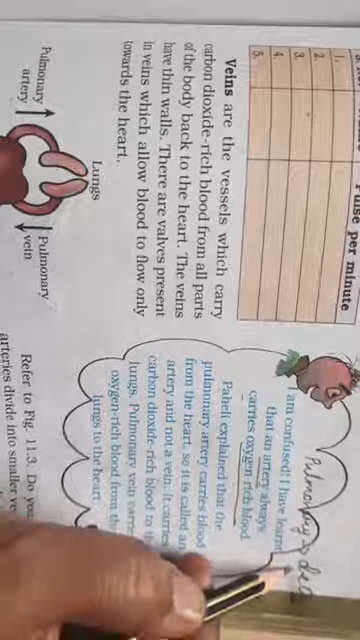 ulse per minute
1.
2.
3.
4.
5.
Veins are the vessels which carry
carbon dioxide-rich blood from all parts
of the body back to the heart. The veins
have thin walls. There are valves present
in veins which allow blood to flow only
towards the heart.
Lungs
Pulmonary
artery
Pulmonary
vein
Pulmonary → dea
I am confused! I have learnt
that an artery always
carries oxygen rich blood.
Paheli explained that the
pulmonary artery carries blood
from the heart, so it is called an
artery and not a vein. It carries
carbon dioxide-rich blood to th
lungs. Pulmonary vein carrie
oxygen-rich blood from the
lungs to the heart
Refer to Fig. 11.3. Do you
arteries divide into smaller ve